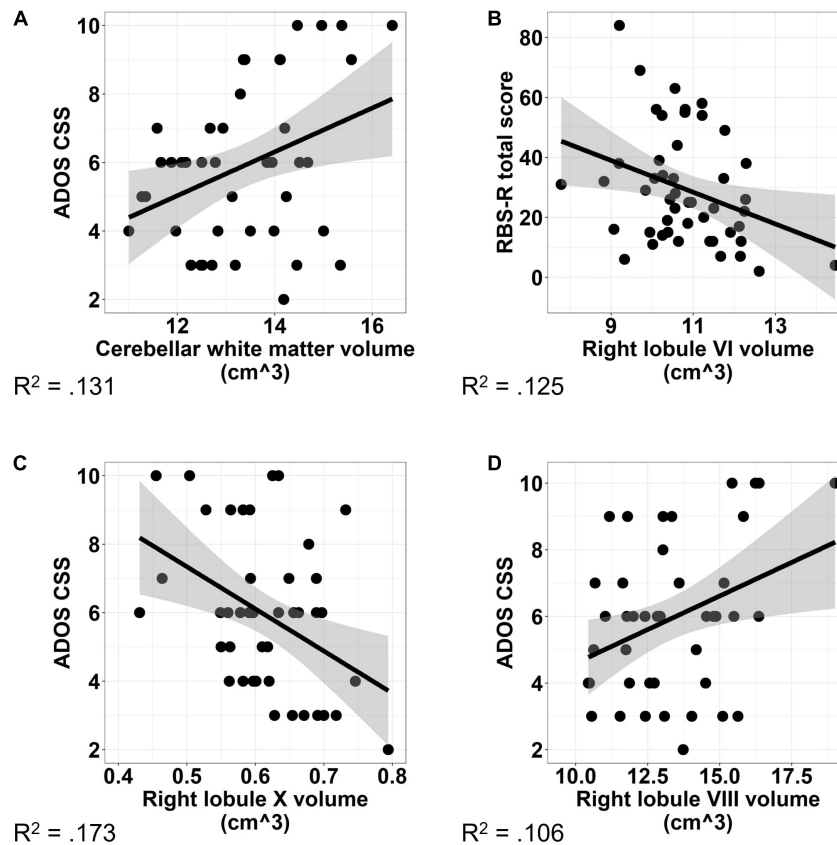 A
ADOS CSS
10
8
6
4
2
12 14 16
Cerebellar white matter volume
(cm^3)
R² = .131
B
RBS-R total score
80
60
40
20
0
9 11 13
Right lobule VI volume
(cm^3)
R² = .125
C
ADOS CSS
10
8
6
4
2
0.4 0.5 0.6 0.7 0.8
Right lobule X volume
(cm^3)
R² = .173
D
ADOS CSS
10
8
6
4
2
10.0 12.5 15.0 17.5
Right lobule VIII volume
(cm^3)
R² = .106